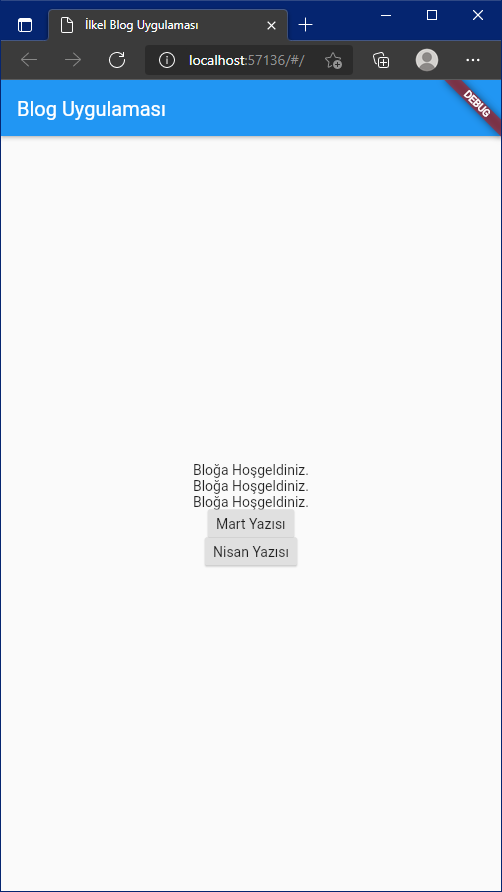 İlkel Blog Uygulaması
localhost:57136/#/
Blog Uygulaması
DEBUG
Bloğa Hoşgeldiniz.
Bloğa Hoşgeldiniz.
Bloğa Hoşgeldiniz.
Mart Yazısı
Nisan Yazısı